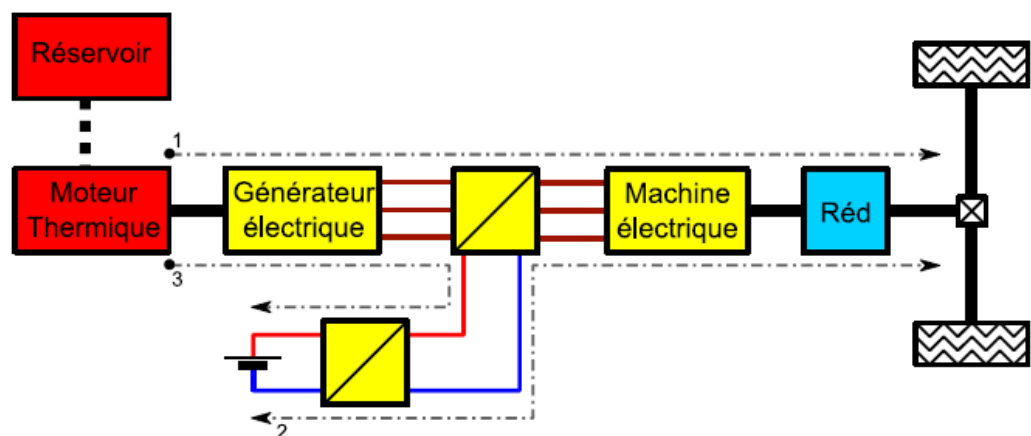 Réservoir
1
Moteur
Thermique
Générateur
électrique
Machine
électrique
Réd
3
2